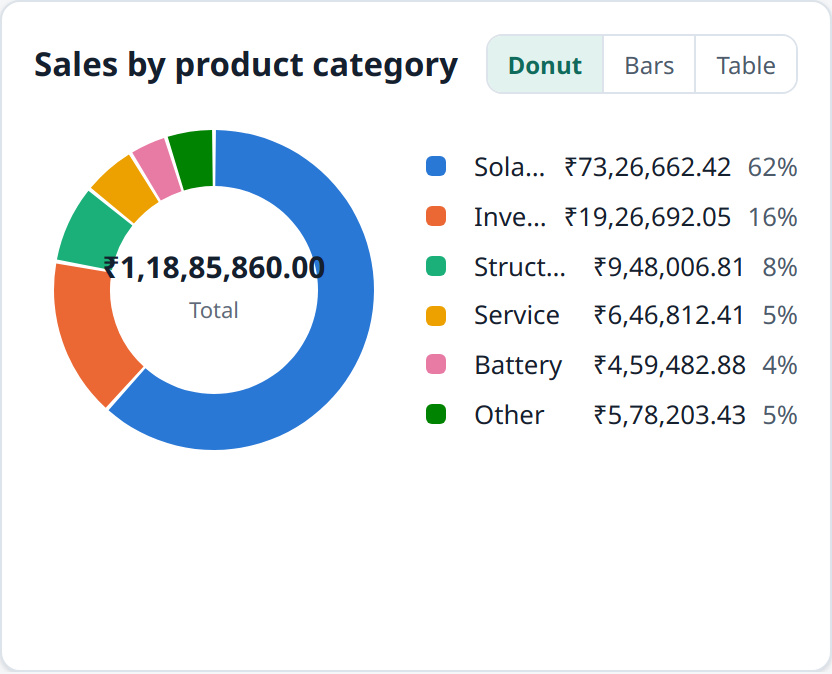 Sales by product category
Donut Bars Table
Sola... ₹73,26,662.42 62%
Inve... ₹19,26,692.05 16%
Struct... ₹9,48,006.81 8%
₹1,18,85,860.00
Total
Service ₹6,46,812.41 5%
Battery ₹4,59,482.88 4%
Other ₹5,78,203.43 5%